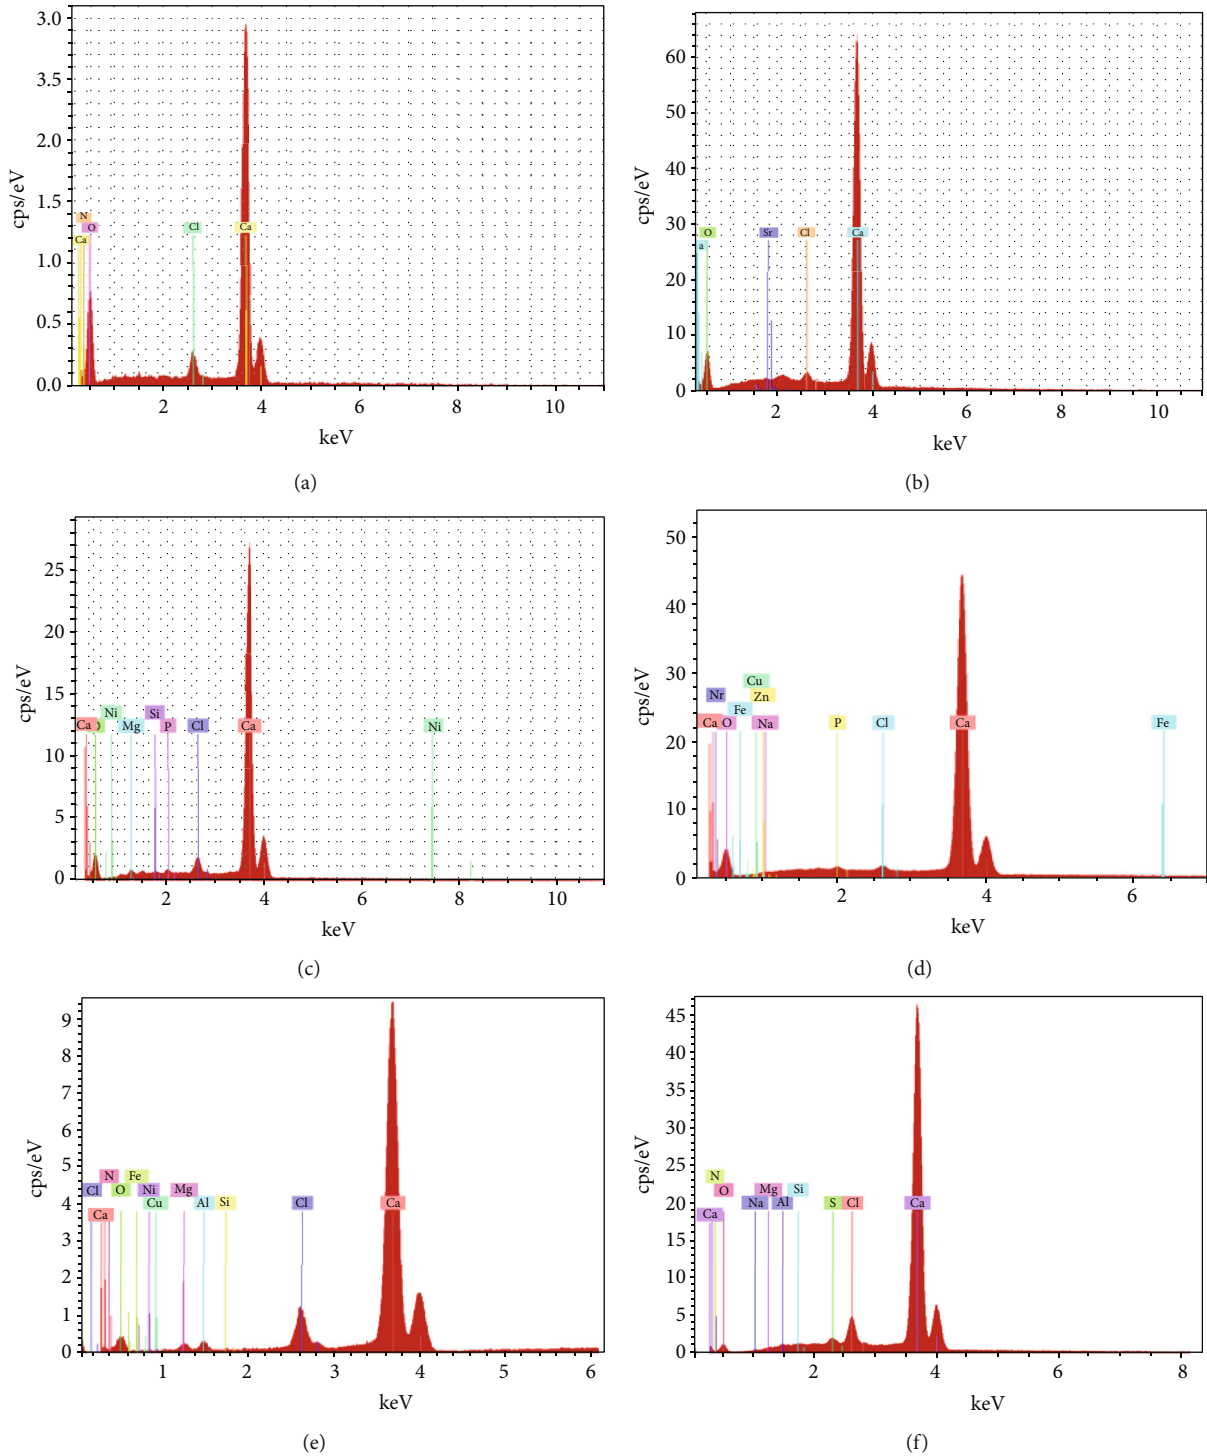 3.0
3.5
2.0
1.5
1.0
0.5
0.0
cps/eV
N
O
Ca
Cl
Ca
2 4 6 8 10
keV
(a)
60
50
40
30
20
10
0
cps/eV
O
a
Sr
Cl
Ca
2 4 6 8 10
keV
(b)
25
20
15
10
5
0
cps/eV
Ca
O
Ni
Mg
Si
P
Cl
Ca
Ni
2 4 6 8 10
keV
(c)
50
40
30
20
10
0
cps/eV
Nr
Ca
O
Fe
Cu
Zn
Na
P
Cl
Ca
Fe
2 4 6
keV
(d)
9
8
7
6
5
4
3
2
1
0
cps/eV
Cl
N
Ca
O
Fe
Ni
Cu
Mg
Al
Si
Cl
Ca
1 2 3 4 5 6
keV
(e)
45
40
35
30
25
20
15
10
5
0
cps/eV
N
Ca
O
Na
Mg
Al
Si
S
Cl
Ca
2 4 6 8
keV
(f)